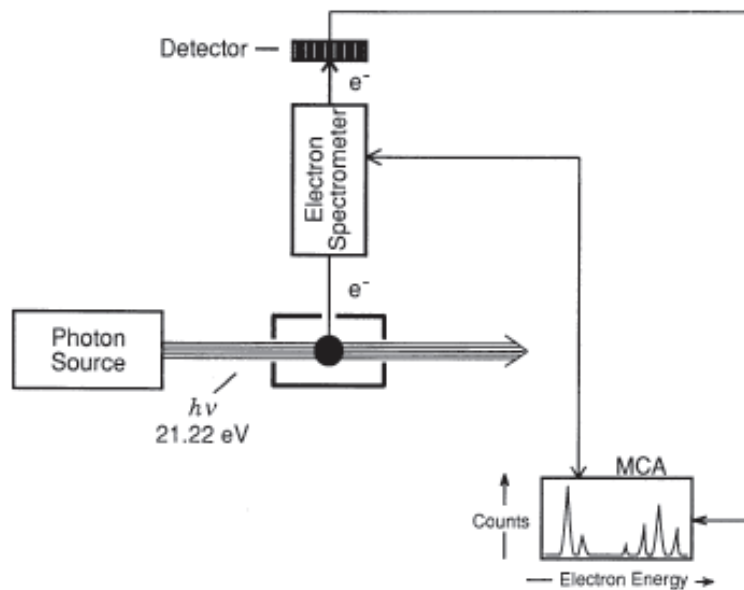 Detector
e-
Electron
Spectrometer
e-
Photon
Source
hν
21.22 eV
MCA
Counts
Electron Energy